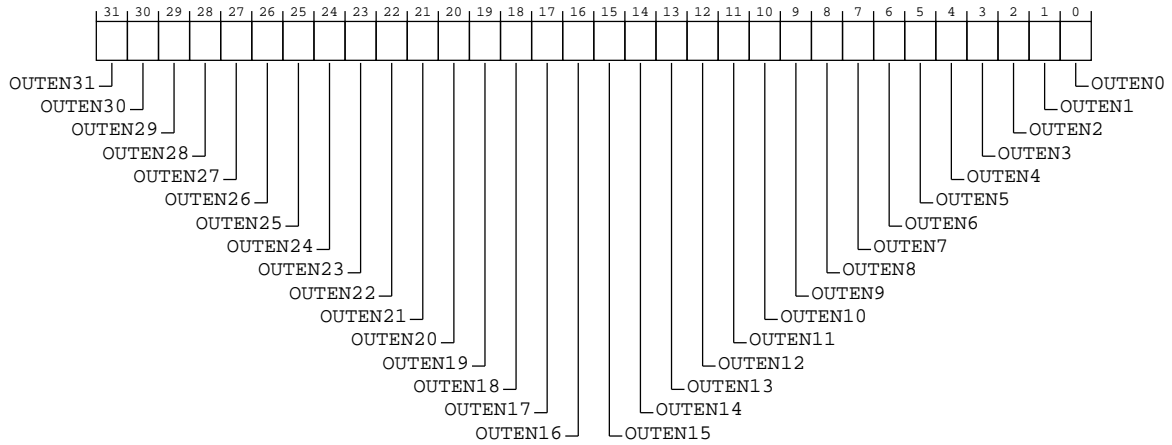 31 30 29 28 27 26 25 24 23 22 21 20 19 18 17 16 15 14 13 12 11 10 9 8 7 6 5 4 3 2 1 0
OUTEN31 OUTEN0
OUTEN30 OUTEN1
OUTEN29 OUTEN2
OUTEN28 OUTEN3
OUTEN27 OUTEN4
OUTEN26 OUTEN5
OUTEN25 OUTEN6
OUTEN24 OUTEN7
OUTEN23 OUTEN8
OUTEN22 OUTEN9
OUTEN21 OUTEN10
OUTEN20 OUTEN11
OUTEN19 OUTEN12
OUTEN18 OUTEN13
OUTEN17 OUTEN14
OUTEN16 OUTEN15